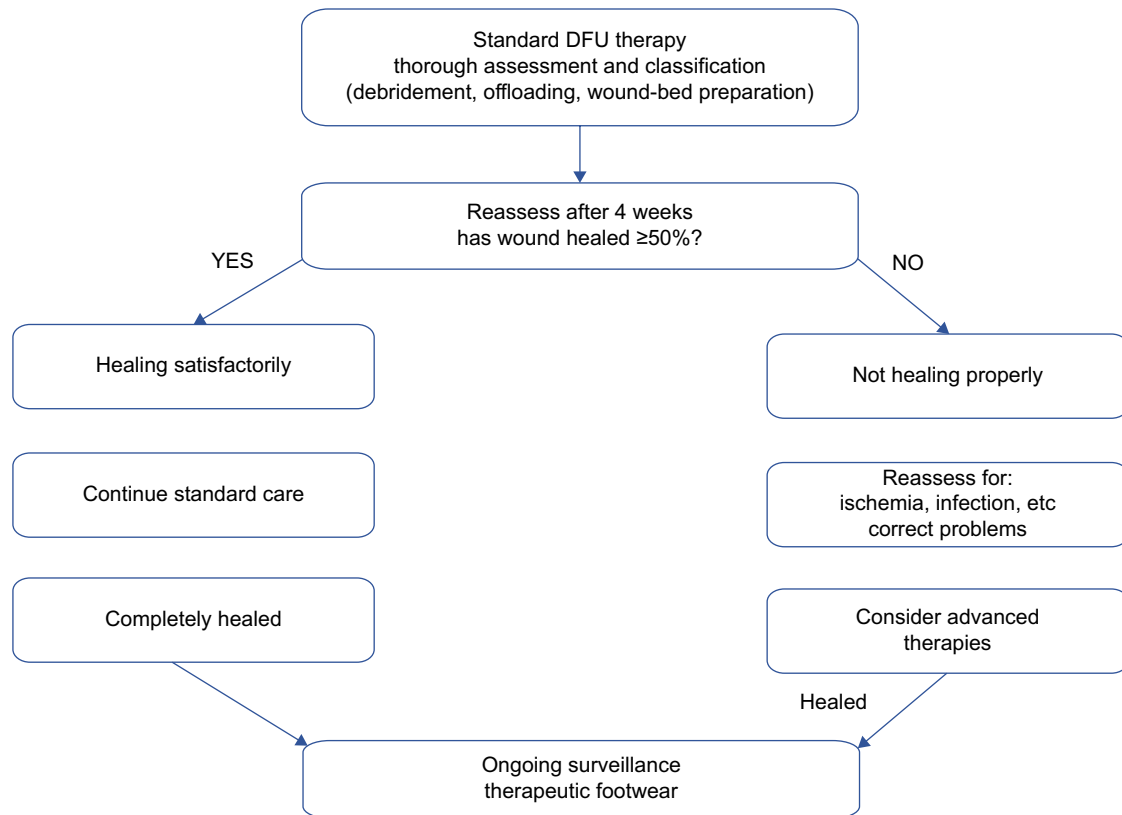 Standard DFU therapy
thorough assessment and classification
(debridement, offloading, wound-bed preparation)
Reassess after 4 weeks
has wound healed ≥50%?
YES
NO
Healing satisfactorily
Not healing properly
Continue standard care
Reassess for:
ischemia, infection, etc
correct problems
Completely healed
Consider advanced
therapies
Healed
Ongoing surveillance
therapeutic footwear